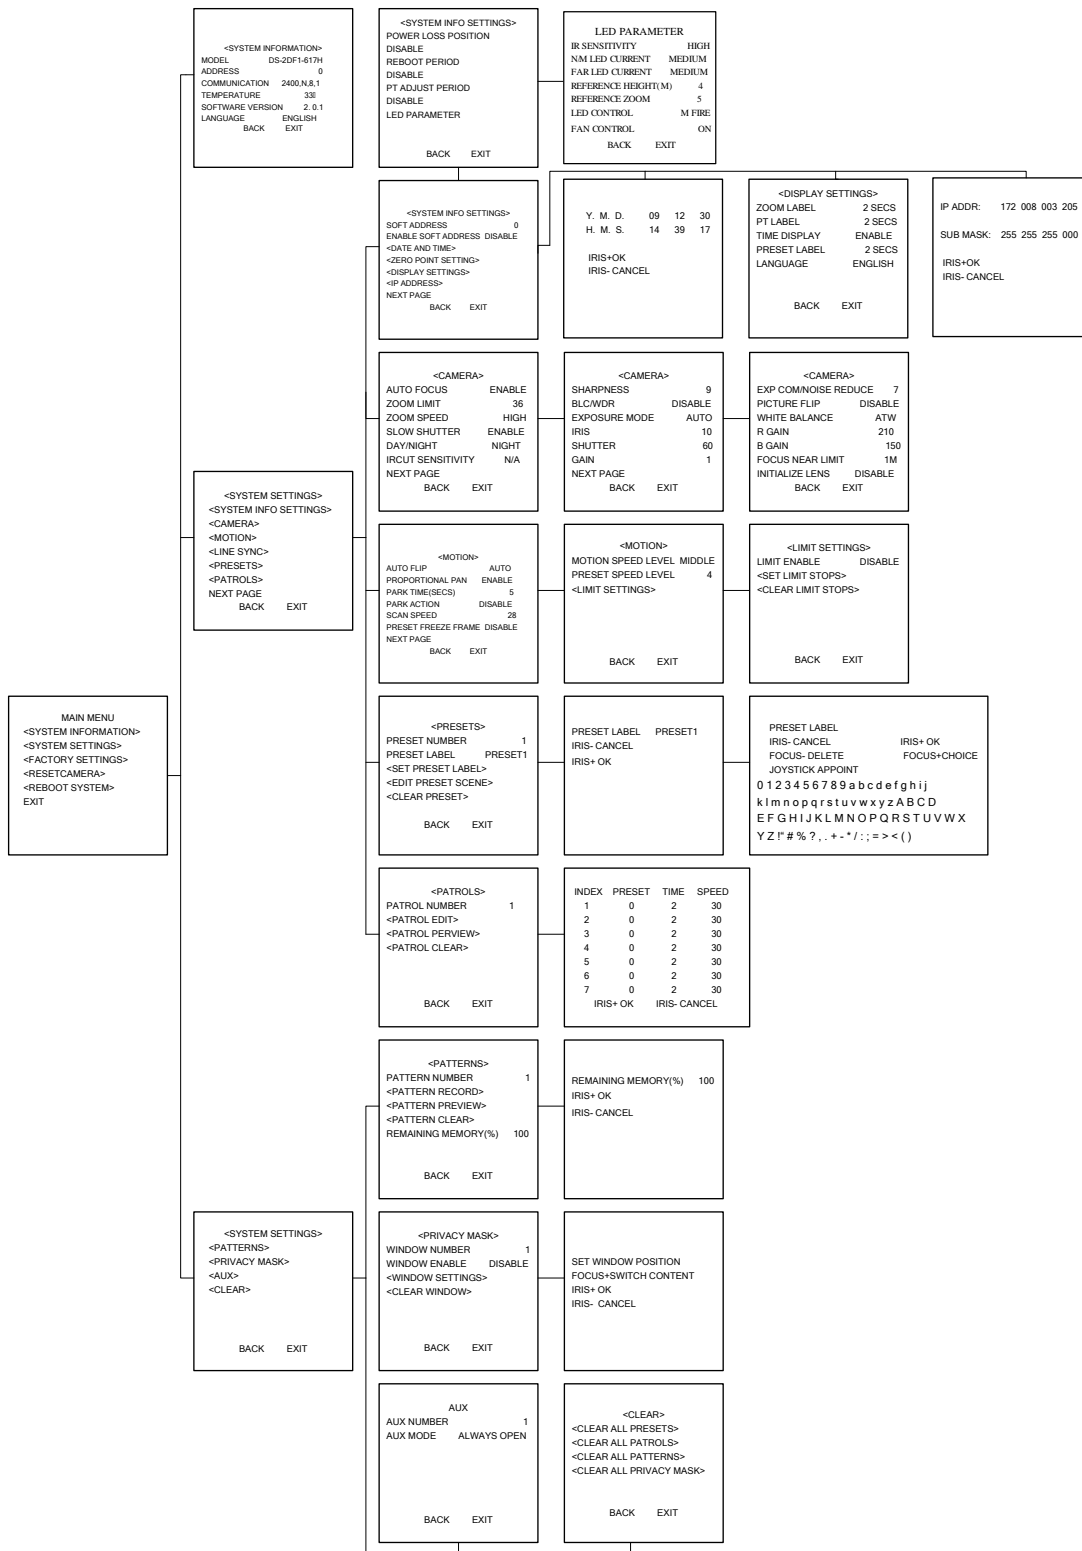 <SYSTEM INFORMATION>
MODEL DS-2DF1-617H
ADDRESS 0
COMMUNICATION 2400,N,8,1
TEMPERATURE 33
SOFTWARE VERSION 2. 0.1
LANGUAGE ENGLISH
BACK EXIT
<SYSTEM INFO SETTINGS>
POWER LOSS POSITION
DISABLE
REBOOT PERIOD
DISABLE
PT ADJUST PERIOD
DISABLE
LED PARAMETER
BACK EXIT
LED PARAMETER
IR SENSITIVITY HIGH
N/M LED CURRENT MEDIUM
FAR LED CURRENT MEDIUM
REFERENCE HEIGHT(M) 4
REFERENCE ZOOM 5
LED CONTROL M FIRE
FAN CONTROL ON
BACK EXIT
<SYSTEM INFO SETTINGS>
SOFT ADDRESS 0
ENABLE SOFT ADDRESS DISABLE
<DATE AND TIME>
<ZERO POINT SETTING>
<DISPLAY SETTINGS>
<IP ADDRESS>
NEXT PAGE
BACK EXIT
Y. M. D. 09 12 30
H. M. S. 14 39 17
IRIS+OK
IRIS- CANCEL
<DISPLAY SETTINGS>
ZOOM LABEL 2 SECS
PT LABEL 2 SECS
TIME DISPLAY ENABLE
PRESET LABEL 2 SECS
LANGUAGE ENGLISH
BACK EXIT
IP ADDR: 172 008 003 205
SUB MASK: 255 255 255 000
IRIS+OK
IRIS- CANCEL
<CAMERA>
AUTO FOCUS ENABLE
ZOOM LIMIT 36
ZOOM SPEED HIGH
SLOW SHUTTER ENABLE
DAY/NIGHT NIGHT
IRCUT SENSITIVITY N/A
NEXT PAGE
BACK EXIT
<CAMERA>
SHARPNESS 9
BLC/WDR DISABLE
EXPOSURE MODE AUTO
IRIS 10
SHUTTER 60
GAIN 1
NEXT PAGE
BACK EXIT
<CAMERA>
EXP COM/NOISE REDUCE 7
PICTURE FLIP DISABLE
WHITE BALANCE ATW
R GAIN 210
B GAIN 150
FOCUS NEAR LIMIT 1M
INITIALIZE LENS DISABLE
BACK EXIT
<SYSTEM SETTINGS>
<SYSTEM INFO SETTINGS>
<CAMERA>
<MOTION>
<LINE SYNC>
<PRESETS>
<PATROLS>
NEXT PAGE
BACK EXIT
<MOTION>
AUTO FLIP AUTO
PROPORTIONAL PAN ENABLE
PARK TIME(SECS) 5
PARK ACTION DISABLE
SCAN SPEED 28
PRESET FREEZE FRAME DISABLE
NEXT PAGE
BACK EXIT
<MOTION>
MOTION SPEED LEVEL MIDDLE
PRESET SPEED LEVEL 4
<LIMIT SETTINGS>
BACK EXIT
<LIMIT SETTINGS>
LIMIT ENABLE DISABLE
<SET LIMIT STOPS>
<CLEAR LIMIT STOPS>
BACK EXIT
MAIN MENU
<SYSTEM INFORMATION>
<SYSTEM SETTINGS>
<FACTORY SETTINGS>
<RESETCAMERA>
<REBOOT SYSTEM>
EXIT
<PRESETS>
PRESET NUMBER 1
PRESET LABEL PRESET1
<SET PRESET LABEL>
<EDIT PRESET SCENE>
<CLEAR PRESET>
BACK EXIT
PRESET LABEL PRESET1
IRIS- CANCEL
IRIS+ OK
PRESET LABEL
IRIS- CANCEL IRIS+ OK
FOCUS- DELETE FOCUS+CHOICE
JOYSTICK APPOINT
0 1 2 3 4 5 6 7 8 9 a b c d e f g h i j
k l m n o p q r s t u v w x y z A B C D
E F G H I J K L M N O P Q R S T U V W X
Y Z !" # % ? , . + - * / : ; = > < ( )
<PATROLS>
PATROL NUMBER 1
<PATROL EDIT>
<PATROL PERVIEW>
<PATROL CLEAR>
BACK EXIT
INDEX PRESET TIME SPEED
1 0 2 30
2 0 2 30
3 0 2 30
4 0 2 30
5 0 2 30
6 0 2 30
7 0 2 30
IRIS+ OK IRIS- CANCEL
<PATTERNS>
PATTERN NUMBER 1
<PATTERN RECORD>
<PATTERN PREVIEW>
<PATTERN CLEAR>
REMAINING MEMORY(%) 100
BACK EXIT
REMAINING MEMORY(%) 100
IRIS+ OK
IRIS- CANCEL
<SYSTEM SETTINGS>
<PATTERNS>
<PRIVACY MASK>
<AUX>
<CLEAR>
BACK EXIT
<PRIVACY MASK>
WINDOW NUMBER 1
WINDOW ENABLE DISABLE
<WINDOW SETTINGS>
<CLEAR WINDOW>
BACK EXIT
SET WINDOW POSITION
FOCUS+SWITCH CONTENT
IRIS+ OK
IRIS- CANCEL
AUX
AUX NUMBER 1
AUX MODE ALWAYS OPEN
BACK EXIT
<CLEAR>
<CLEAR ALL PRESETS>
<CLEAR ALL PATROLS>
<CLEAR ALL PATTERNS>
<CLEAR ALL PRIVACY MASK>
BACK EXIT